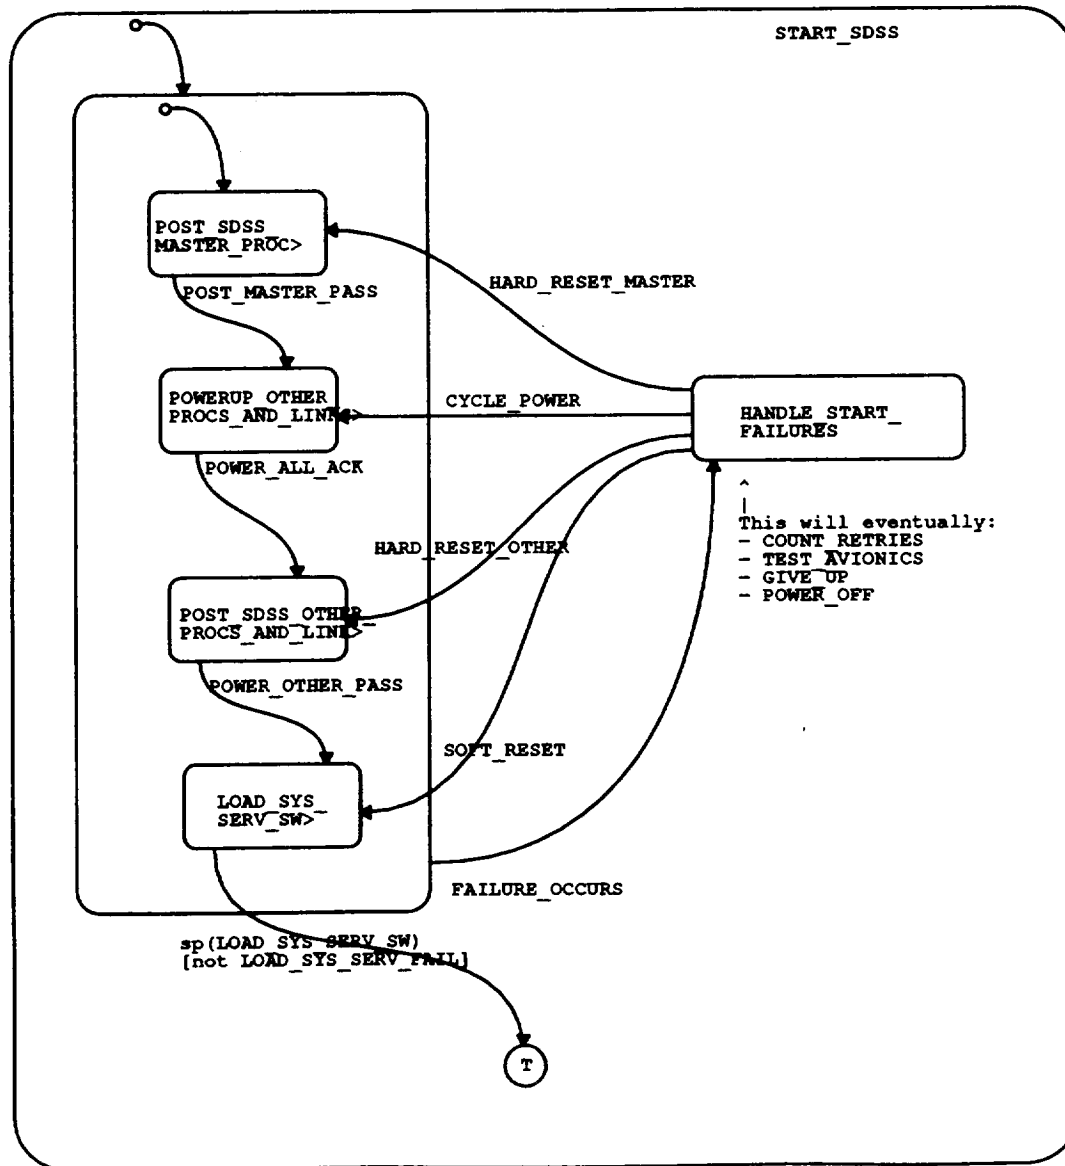 START_SDSS
POST_SDSS_
MASTER_PROC>
POST_MASTER_PASS
HARD_RESET_MASTER
POWERUP_OTHER_
PROCS_AND_LINK>
CYCLE_POWER
HANDLE_START_
FAILURES
POWER_ALL_ACK
^
|
This will eventually:
- COUNT_RETRIES
- TEST_AVIONICS
- GIVE_UP
- POWER_OFF
HARD_RESET_OTHER
POST_SDSS_OTHER_
PROCS_AND_LINK>
POWER_OTHER_PASS
SOFT_RESET
LOAD_SYS_
SERV_SW>
FAILURE_OCCURS
sp(LOAD_SYS_SERV_SW)
[not LOAD_SYS_SERV_FAIL]
T